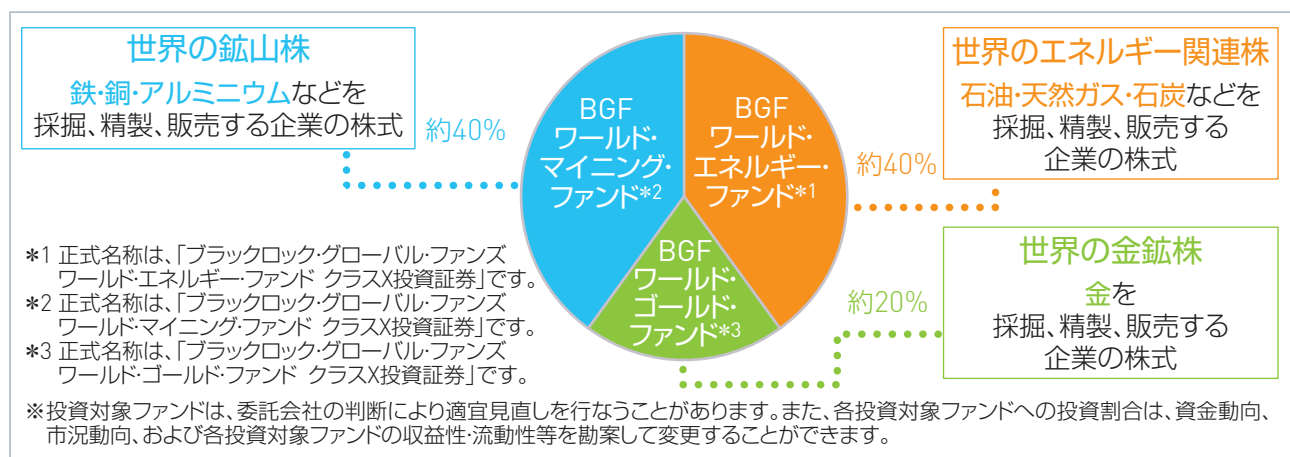 世界の鉱山株
鉄・銅・アルミニウムなどを
採掘、精製、販売する企業の株式
約40%
BGF
ワールド・
マイニング・
ファンド*2
BGF
ワールド・
エネルギー・
ファンド*1
約40%
世界のエネルギー関連株
石油・天然ガス・石炭などを
採掘、精製、販売する
企業の株式
BGF
ワールド・
ゴールド・
ファンド*3
約20%
世界の金鉱株
金を
採掘、精製、販売する
企業の株式
*1 正式名称は、「ブラックロック・グローバル・ファンズ
ワールド・エネルギー・ファンド クラスX投資証券」です。
*2 正式名称は、「ブラックロック・グローバル・ファンズ
ワールド・マイニング・ファンド クラスX投資証券」です。
*3 正式名称は、「ブラックロック・グローバル・ファンズ
ワールド・ゴールド・ファンド クラスX投資証券」です。
※投資対象ファンドは、委託会社の判断により適宜見直しを行なうことがあります。また、各投資対象ファンドへの投資割合は、資金動向、
市況動向、および各投資対象ファンドの収益性・流動性等を勘案して変更することができます。